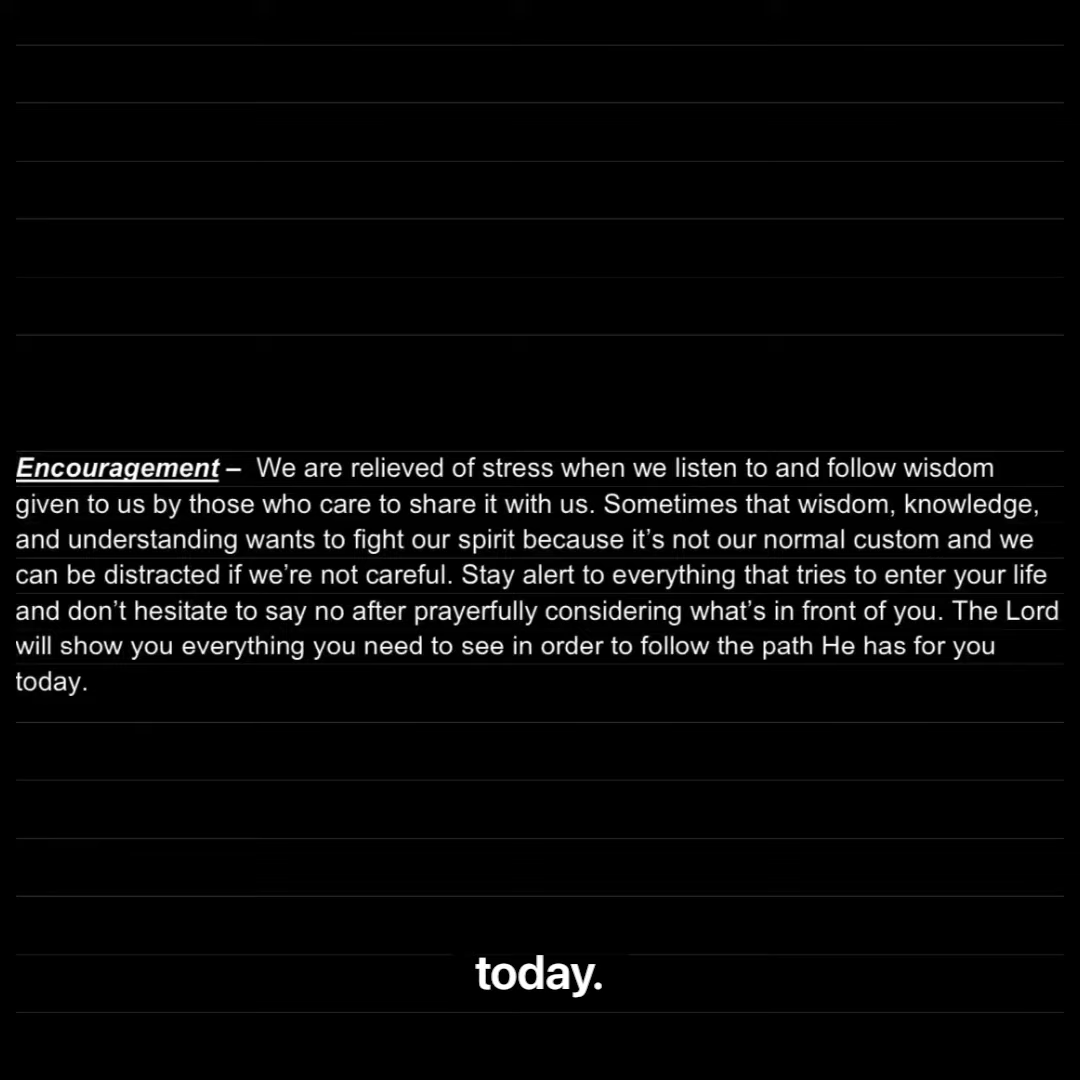 Encouragement –  We are relieved of stress when we listen to and follow wisdom
given to us by those who care to share it with us. Sometimes that wisdom, knowledge,
and understanding wants to fight our spirit because it’s not our normal custom and we
can be distracted if we’re not careful. Stay alert to everything that tries to enter your life
and don’t hesitate to say no after prayerfully considering what’s in front of you. The Lord
will show you everything you need to see in order to follow the path He has for you
today.
today.